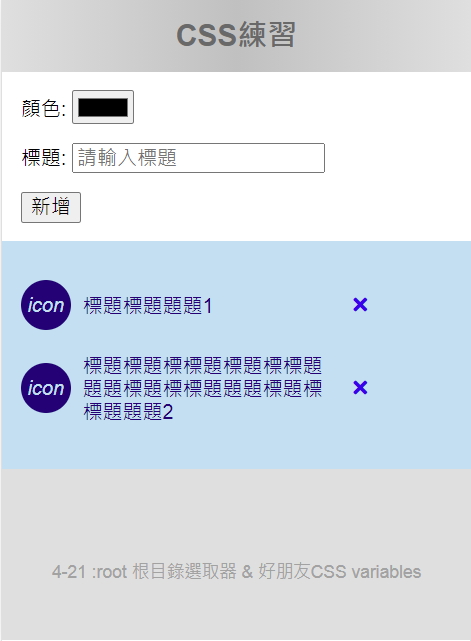 CSS練習
顏色:
標題: 請輸入標題
新增
icon 標題標題題題1
icon 標題標題標標題標題標標題
題題標題標標題題題標題標
標題題題2
4-21 :root 根目錄選取器 & 好朋友CSS variables